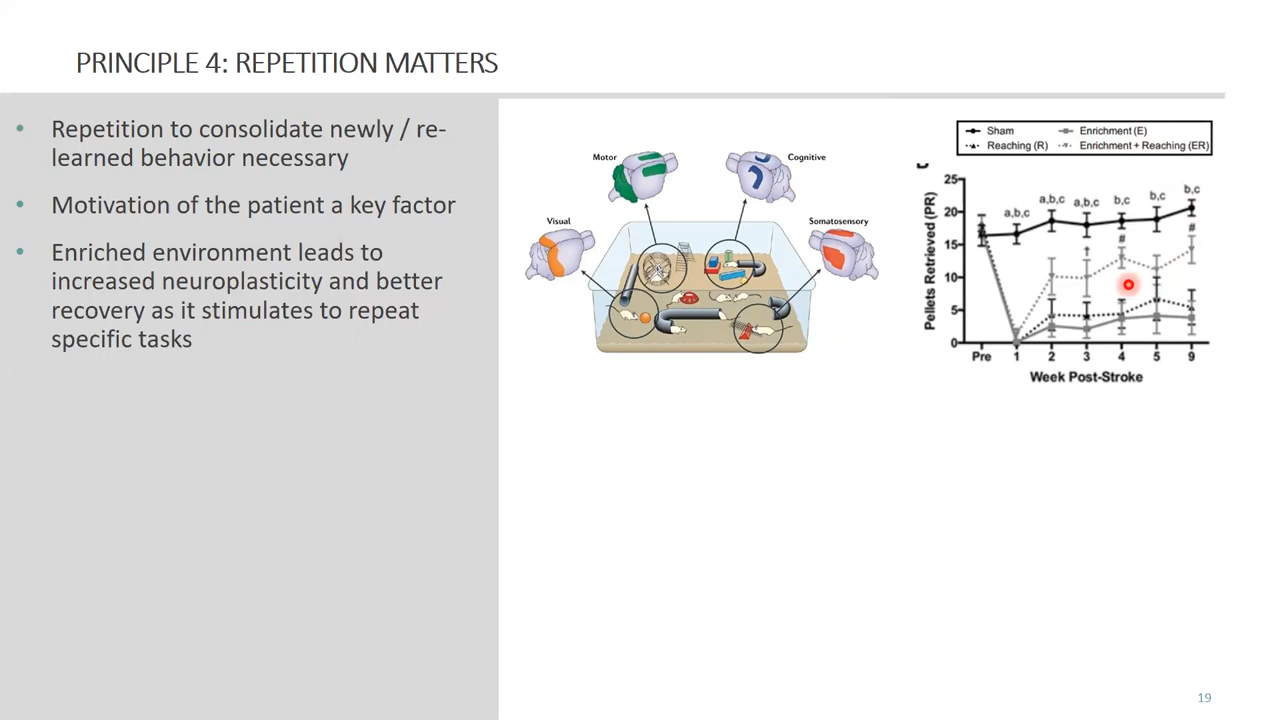 PRINCIPLE 4: REPETITION MATTERS
• Repetition to consolidate newly / re-
learned behavior necessary
• Motivation of the patient a key factor
• Enriched environment leads to
increased neuroplasticity and better
recovery as it stimulates to repeat
specific tasks
Motor
Cognitive
Visual
Somatosensory
Sham
Enrichment (E)
Reaching (R)
Enrichment + Reaching (ER)
Pellets Retrieved (PR)
25
20
15
10
5
0
a,b,c
a,b,c
a,b,c
b,c
b,c
b,c
†
#
#
Pre 1 2 3 4 5 9
Week Post-Stroke
19